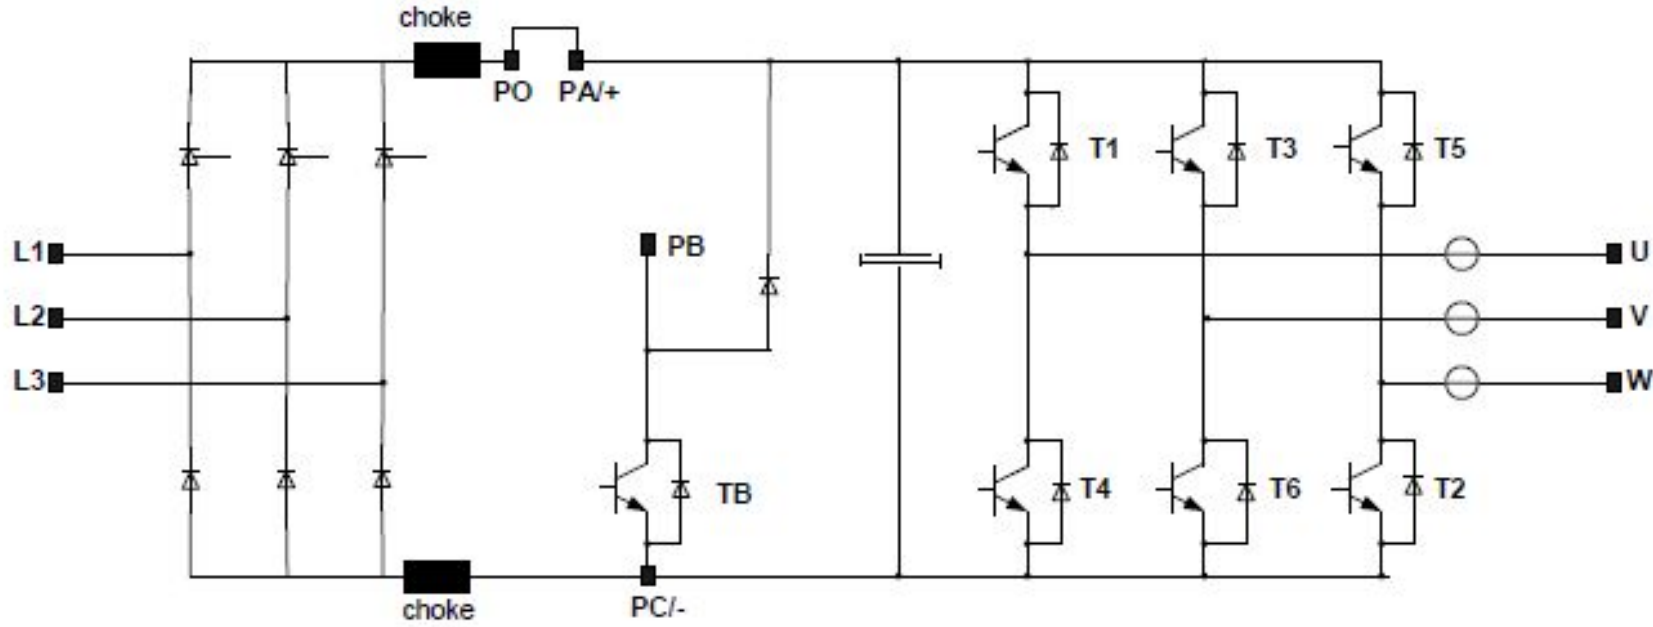 choke
PO PA/+
T1 T3 T5
L1 PB U
L2 V
L3 W
TB T4 T6 T2
choke PC/-